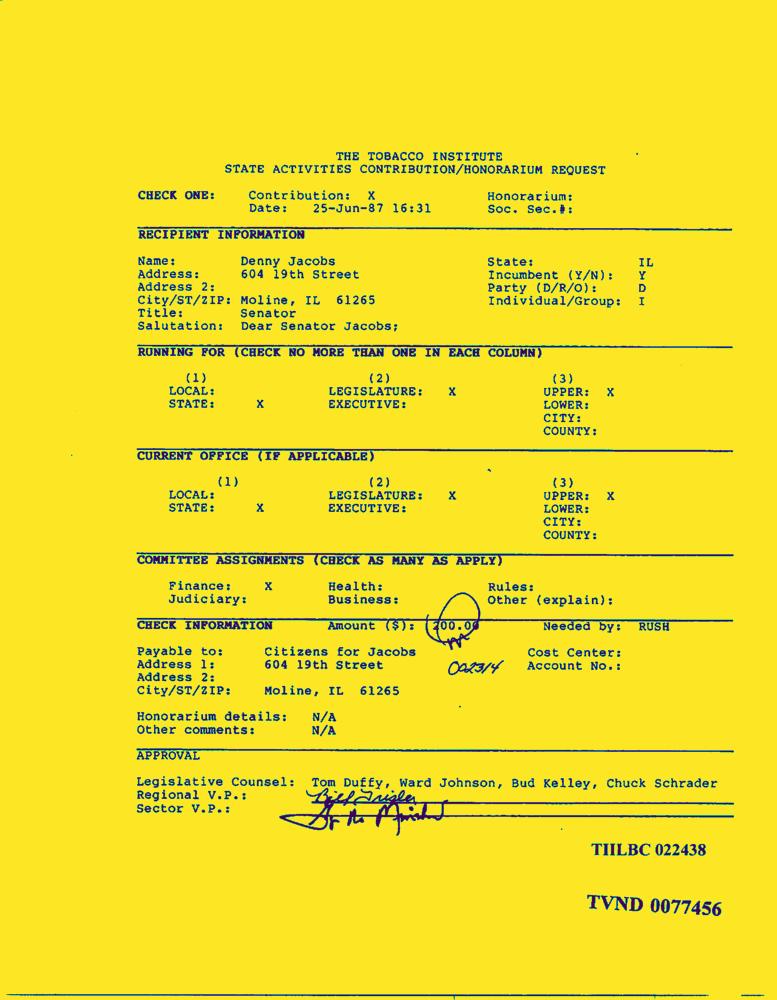 THE TOBACCO INSTITUTE
STATE ACTIVITIES CONTRIBUTION/HONORARIUM REQUEST
CHECK ONE: Contribution: X Honorarium:
Date: 25-Jun-87 16:31 Soc. Sec.#:
RECIPIENT INFORMATION
Name: Denny Jacobs State: IL
Address: 604 19th Street Incumbent (Y/N): Y
Address 2: Party (D/R/O): D
City/ST/ZIP: Moline, IL 61265 Individual/Group: I
Title: Senator
Salutation: Dear Senator Jacobs;
RUNNING FOR (CHECK NO MORE THAN ONE IN EACH COLUMN)
(1) (2) (3)
LOCAL: LEGISLATURE: X UPPER: X
STATE: X EXECUTIVE: LOWER:
CITY:
COUNTY:
CURRENT OFFICE (IF APPLICABLE)
(1) (2) (3)
LOCAL: LEGISLATURE: X UPPER: X
STATE: X EXECUTIVE: LOWER:
CITY:
COUNTY:
COMMITTEE ASSIGNMENTS (CHECK AS MANY AS APPLY)
Finance: X Health: Rules:
Judiciary: Business: Other (explain):
CHECK INFORMATION Amount ($): 200.00 Needed by: RUSH
Payable to: Citizens for Jacobs Cost Center:
Address 1: 604 19th Street 002314 Account No.:
Address 2:
City/ST/ZIP: Moline, IL 61265
Honorarium details: N/A
Other comments: N/A
APPROVAL
Legislative Counsel: Tom Duffy, Ward Johnson, Bud Kelley, Chuck Schrader
Regional V.P.: Bill Trisler
Sector V.P.:
TIILBC 022438
TVND 0077456